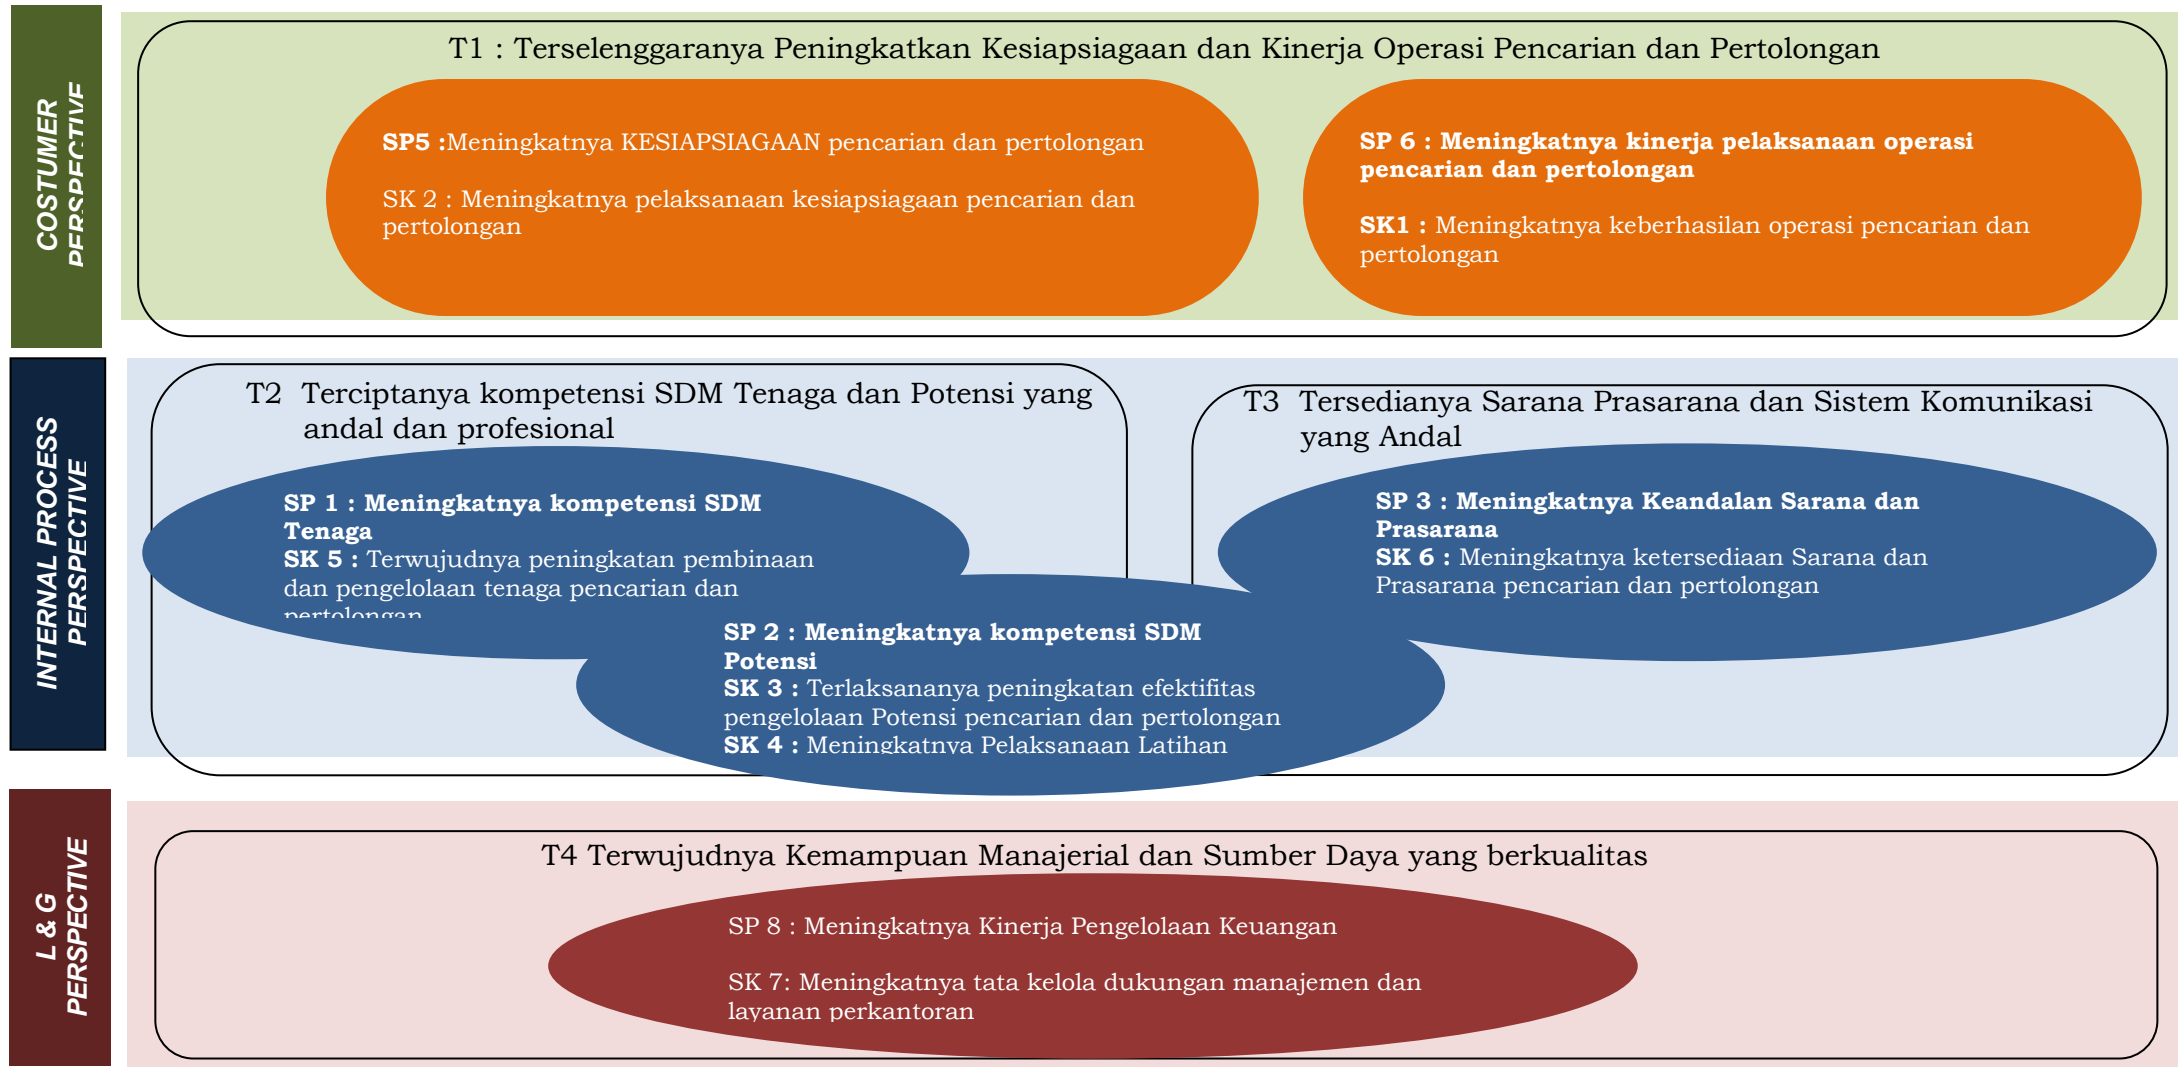 COSTUMER
PERSPECTIVE
T1 : Terselenggaranya Peningkatkan Kesiapsiagaan dan Kinerja Operasi Pencarian dan Pertolongan
SP5 :Meningkatnya KESIAPSIAGAAN pencarian dan pertolongan
SK 2 : Meningkatnya pelaksanaan kesiapsiagaan pencarian dan
pertolongan
SP 6 : Meningkatnya kinerja pelaksanaan operasi
pencarian dan pertolongan
SK1 : Meningkatnya keberhasilan operasi pencarian dan
pertolongan
INTERNAL PROCESS
PERSPECTIVE
T2 Terciptanya kompetensi SDM Tenaga dan Potensi yang
andal dan profesional
SP 1 : Meningkatnya kompetensi SDM
Tenaga
SK 5 : Terwujudnya peningkatan pembinaan
dan pengelolaan tenaga pencarian dan
pertolongan
T3 Tersedianya Sarana Prasarana dan Sistem Komunikasi
yang Andal
SP 3 : Meningkatnya Keandalan Sarana dan
Prasarana
SK 6 : Meningkatnya ketersediaan Sarana dan
Prasarana pencarian dan pertolongan
SP 2 : Meningkatnya kompetensi SDM
Potensi
SK 3 : Terlaksananya peningkatan efektifitas
pengelolaan Potensi pencarian dan pertolongan
SK 4 : Meningkatnya Pelaksanaan Latihan
L & G
PERSPECTIVE
T4 Terwujudnya Kemampuan Manajerial dan Sumber Daya yang berkualitas
SP 8 : Meningkatnya Kinerja Pengelolaan Keuangan
SK 7: Meningkatnya tata kelola dukungan manajemen dan
layanan perkantoran